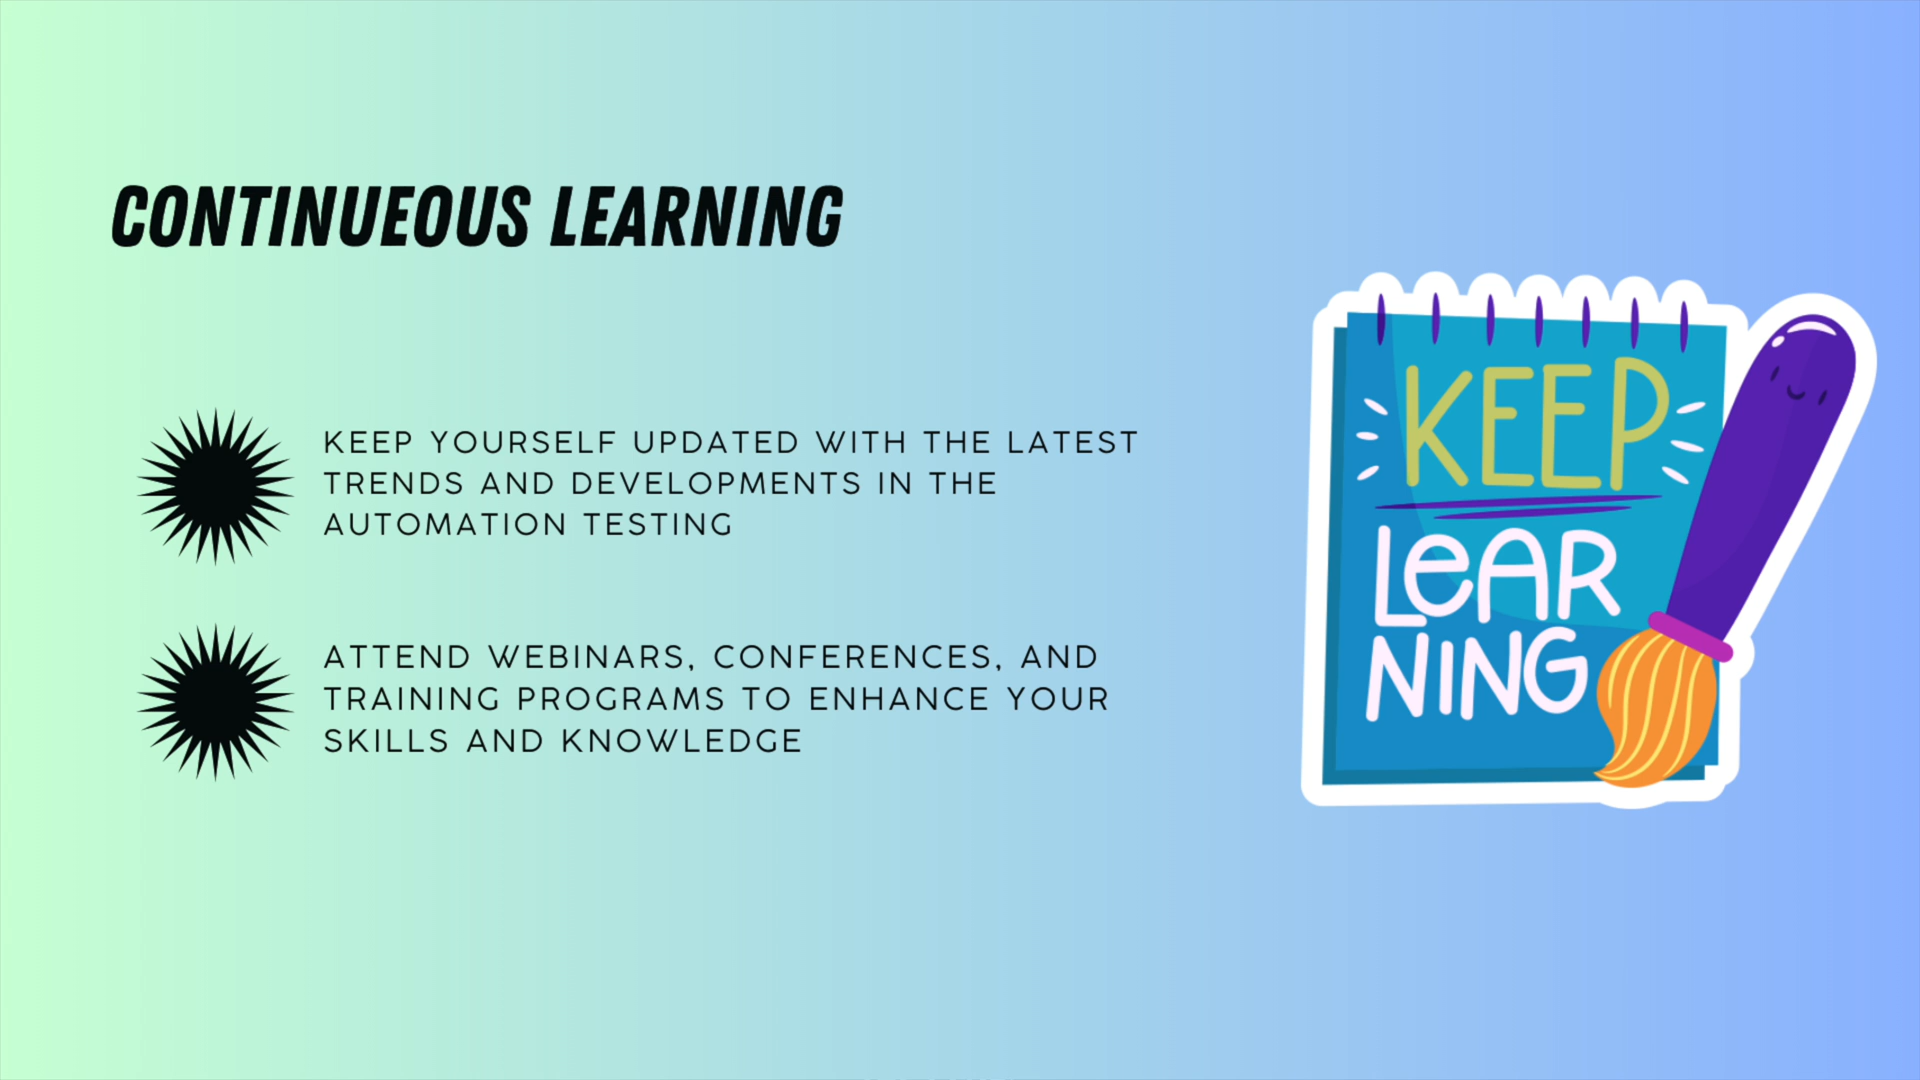 CONTINUEOUS LEARNING
KEEP YOURSELF UPDATED WITH THE LATEST
TRENDS AND DEVELOPMENTS IN THE
AUTOMATION TESTING
ATTEND WEBINARS, CONFERENCES, AND
TRAINING PROGRAMS TO ENHANCE YOUR
SKILLS AND KNOWLEDGE
KEEP
LeAR
NING